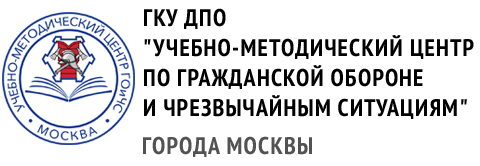 УЧЕБНО-МЕТОДИЧЕСКИЙ ЦЕНТР ГОиЧС
• МОСКВА •
ГКУ ДПО
"УЧЕБНО-МЕТОДИЧЕСКИЙ ЦЕНТР
ПО ГРАЖДАНСКОЙ ОБОРОНЕ
И ЧРЕЗВЫЧАЙНЫМ СИТУАЦИЯМ"
ГОРОДА МОСКВЫ